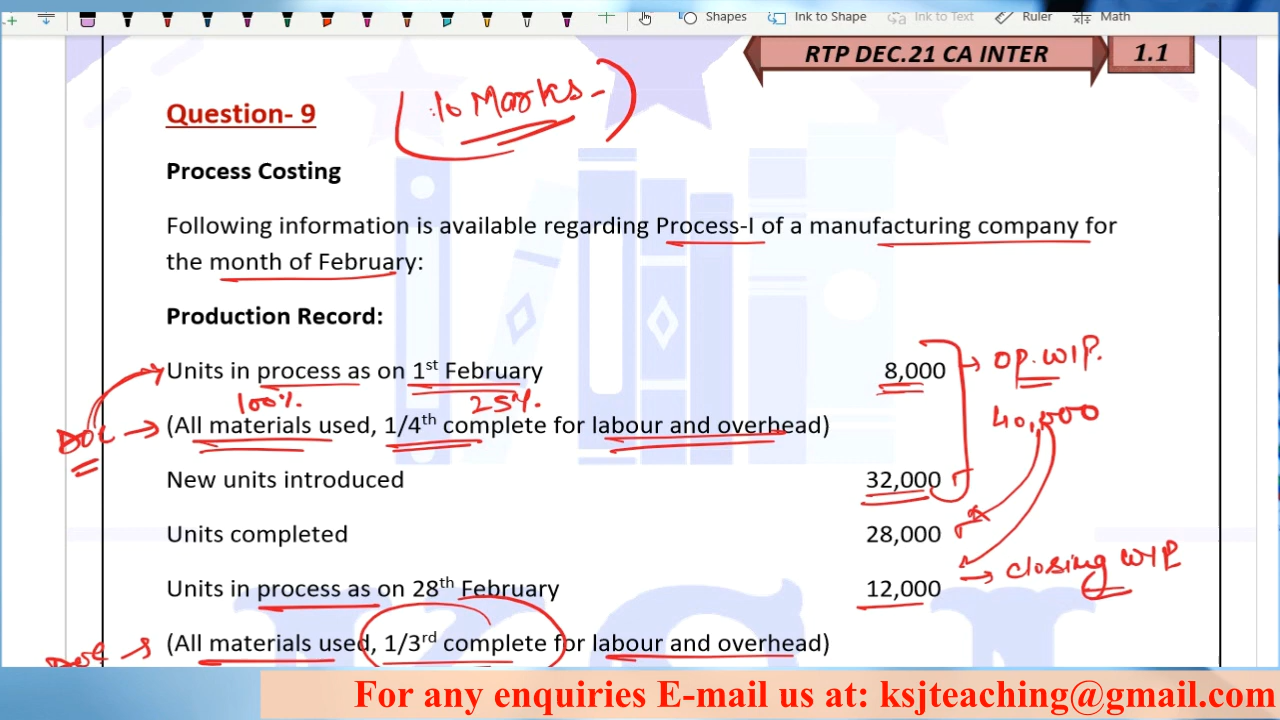 Shapes Ink to Shape Ink to Text Ruler Math
RTP DEC.21 CA INTER 1.1
Question- 9 10 Marks
Process Costing
Following information is available regarding Process-I of a manufacturing company for
the month of February:
Production Record:
Units in process as on 1st February 8,000 OP. WIP.
100% 25%. 40,000
DOC (All materials used, 1/4th complete for labour and overhead)
New units introduced 32,000
Units completed 28,000
Units in process as on 28th February 12,000 closing WIP
DOC (All materials used, 1/3rd complete for labour and overhead)
For any enquiries E-mail us at: ksjteaching@gmail.com